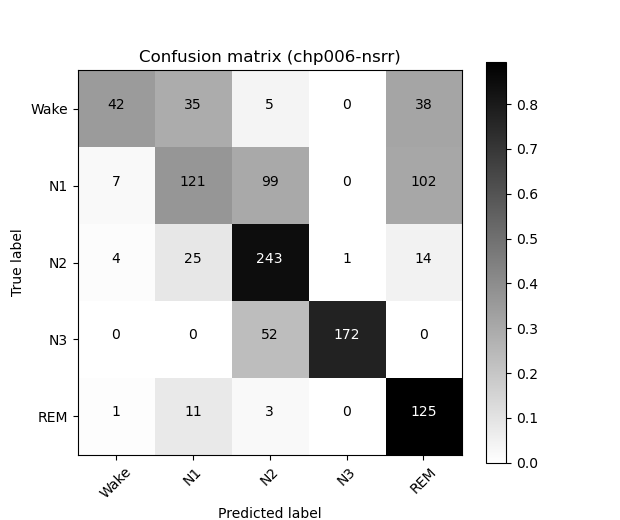 Confusion matrix (chp006-nsrr)
True label
Wake 42 35 5 0 38
N1 7 121 99 0 102
N2 4 25 243 1 14
N3 0 0 52 172 0
REM 1 11 3 0 125
Wake N1 N2 N3 REM
Predicted label
0.8
0.7
0.6
0.5
0.4
0.3
0.2
0.1
0.0